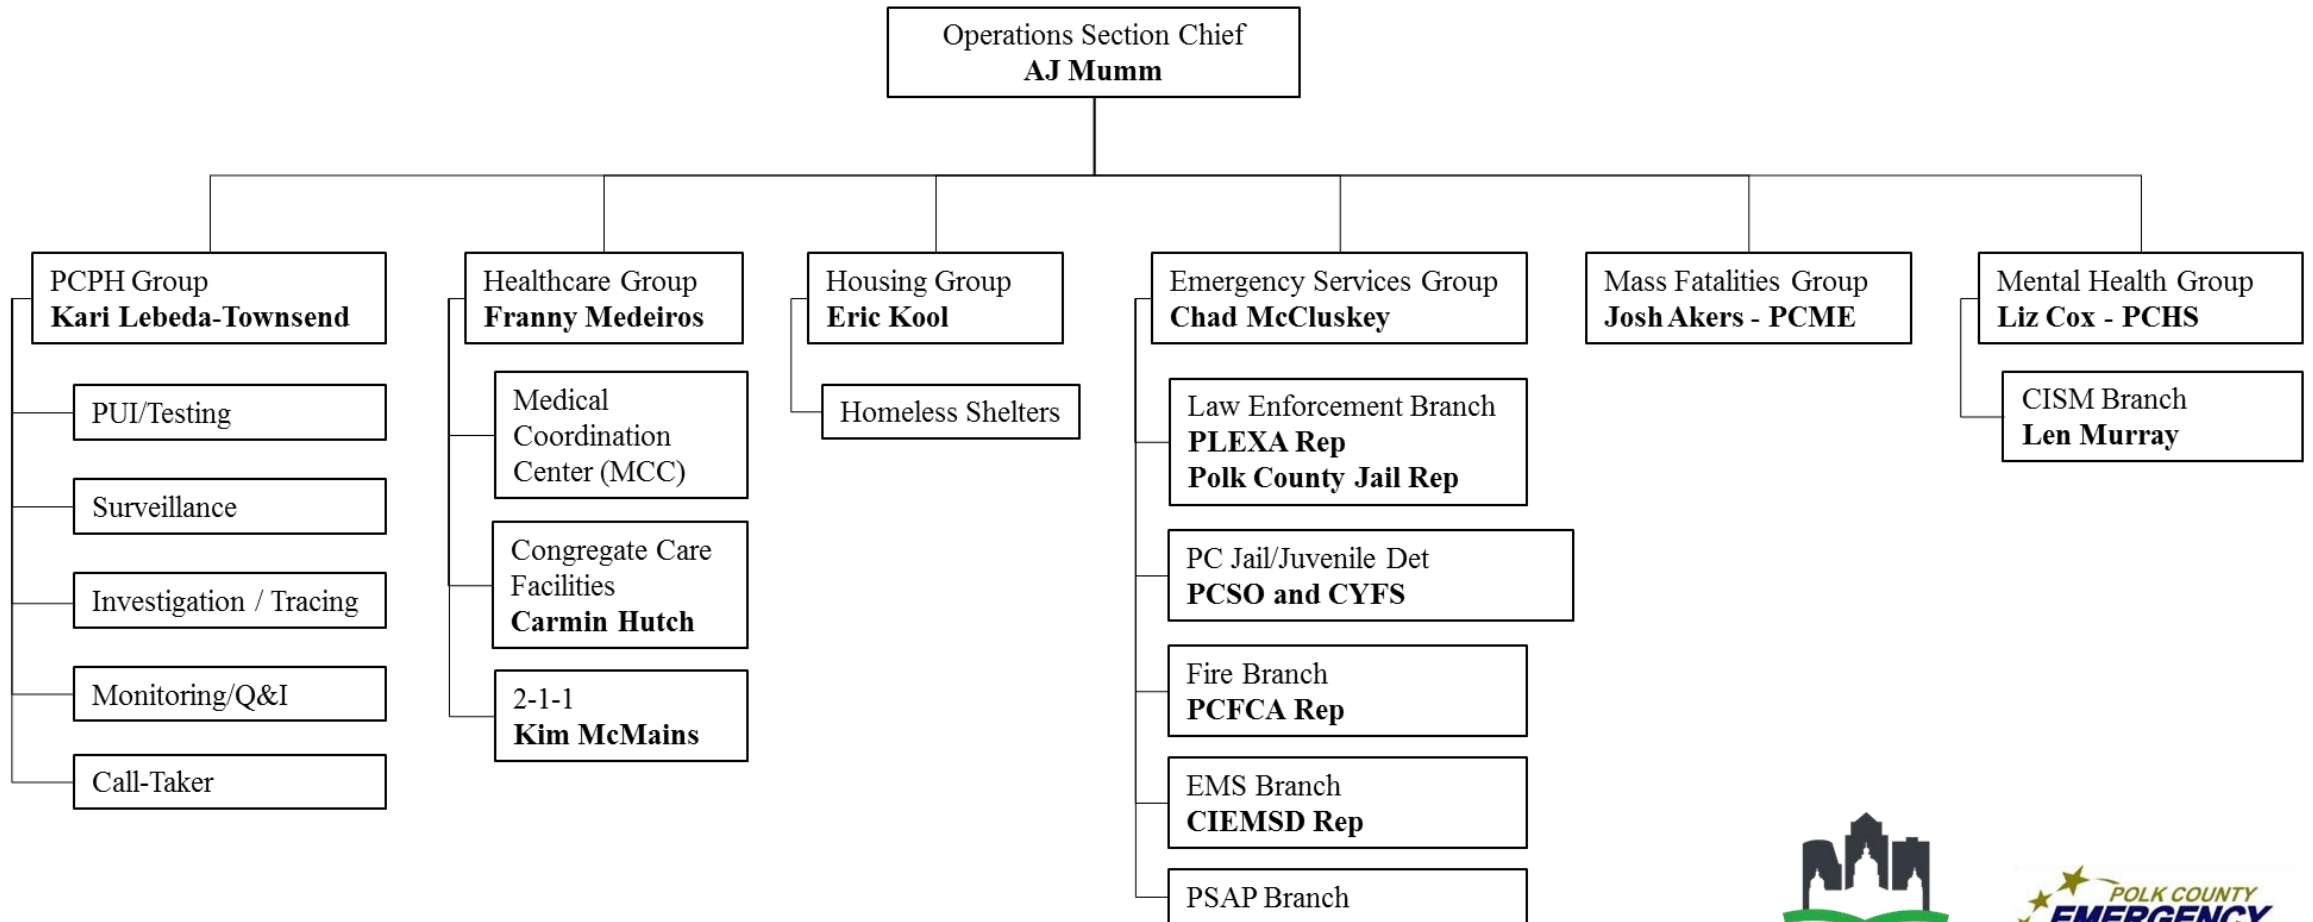 Operations Section Chief
AJ Mumm
PCPH Group
Kari Lebeda-Townsend
PUI/Testing
Surveillance
Investigation / Tracing
Monitoring/Q&I
Call-Taker
Healthcare Group
Franny Medeiros
Medical
Coordination
Center (MCC)
Congregate Care
Facilities
Carmin Hutch
2-1-1
Kim McMains
Housing Group
Eric Kool
Homeless Shelters
Emergency Services Group
Chad McCluskey
Law Enforcement Branch
PLEXA Rep
Polk County Jail Rep
PC Jail/Juvenile Det
PCSO and CYFS
Fire Branch
PCFCA Rep
EMS Branch
CIEMSD Rep
PSAP Branch
Mass Fatalities Group
Josh Akers - PCME
Mental Health Group
Liz Cox - PCHS
CISM Branch
Len Murray
POLK COUNTY
EMERGENCY